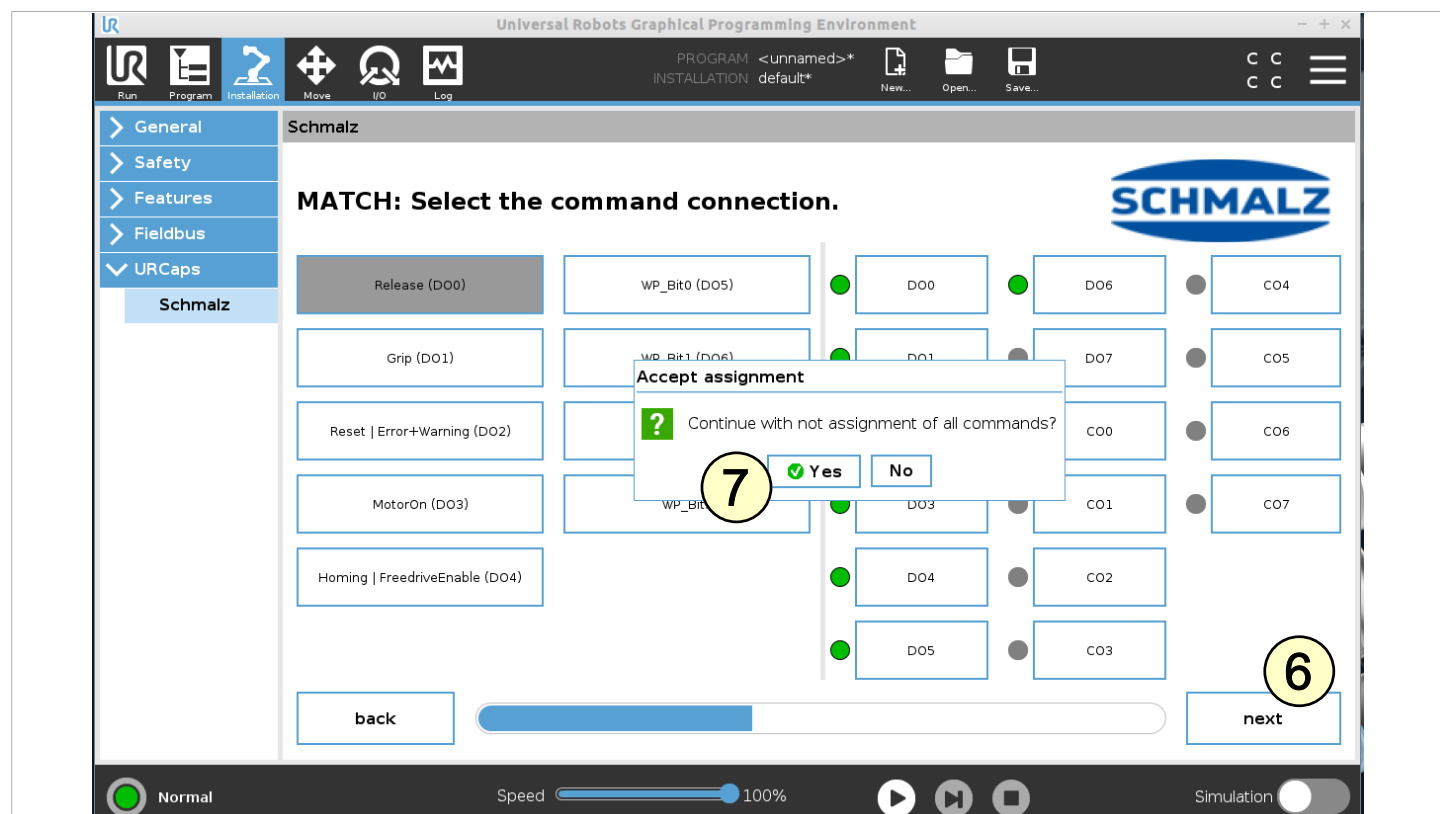 Universal Robots Graphical Programming Environment
Run
Program
Installation
Move
I/O
Log
PROGRAM <unnamed>*
INSTALLATION default*
New...
Open...
Save...
C C
C C
General
Safety
Features
Fieldbus
URCaps
Schmalz
Schmalz
MATCH: Select the command connection.
SCHMALZ
Release (DO0)
WP_Bit0 (DO5)
DO0
DO6
CO4
Grip (DO1)
WP_Bit1 (DO6)
DO1
DO7
CO5
Accept assignment
? Continue with not assignment of all commands?
Yes
No
7
Reset | Error+Warning (DO2)
CO0
CO6
MotorOn (DO3)
WP_Bit
DO3
CO1
CO7
Homing | FreedriveEnable (DO4)
DO4
CO2
DO5
CO3
6
back
next
Normal
Speed
100%
Simulation